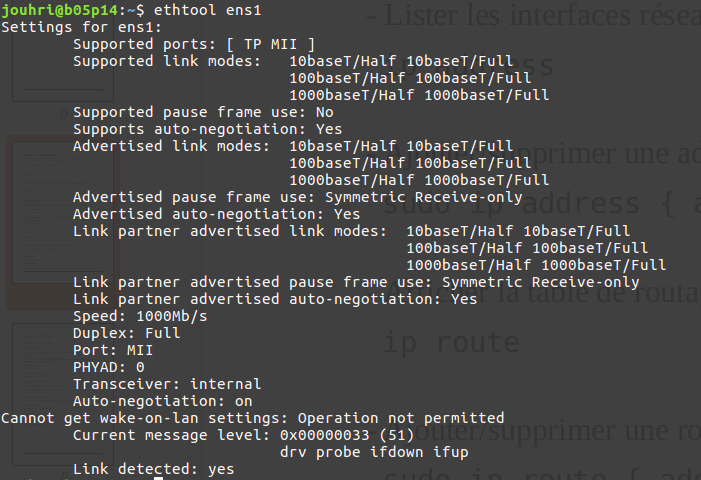 jouhri@b05p14:~$ ethtool ens1
Settings for ens1:
Supported ports: [ TP MII ]
Supported link modes:   10baseT/Half 10baseT/Full
100baseT/Half 100baseT/Full
1000baseT/Half 1000baseT/Full
Supported pause frame use: No
Supports auto-negotiation: Yes
Advertised link modes:  10baseT/Half 10baseT/Full
100baseT/Half 100baseT/Full
1000baseT/Half 1000baseT/Full
Advertised pause frame use: Symmetric Receive-only
Advertised auto-negotiation: Yes
Link partner advertised link modes:  10baseT/Half 10baseT/Full
100baseT/Half 100baseT/Full
1000baseT/Half 1000baseT/Full
Link partner advertised pause frame use: Symmetric Receive-only
Link partner advertised auto-negotiation: Yes
Speed: 1000Mb/s
Duplex: Full
Port: MII
PHYAD: 0
Transceiver: internal
Auto-negotiation: on
Cannot get wake-on-lan settings: Operation not permitted
Current message level: 0x00000033 (51)
drv probe ifdown ifup
Link detected: yes
- Lister les interfaces résea
supprimer une ad
sudo ip address { a
la table de routa
ip route
- Ajouter/supprimer une ro
sudo ip route { add